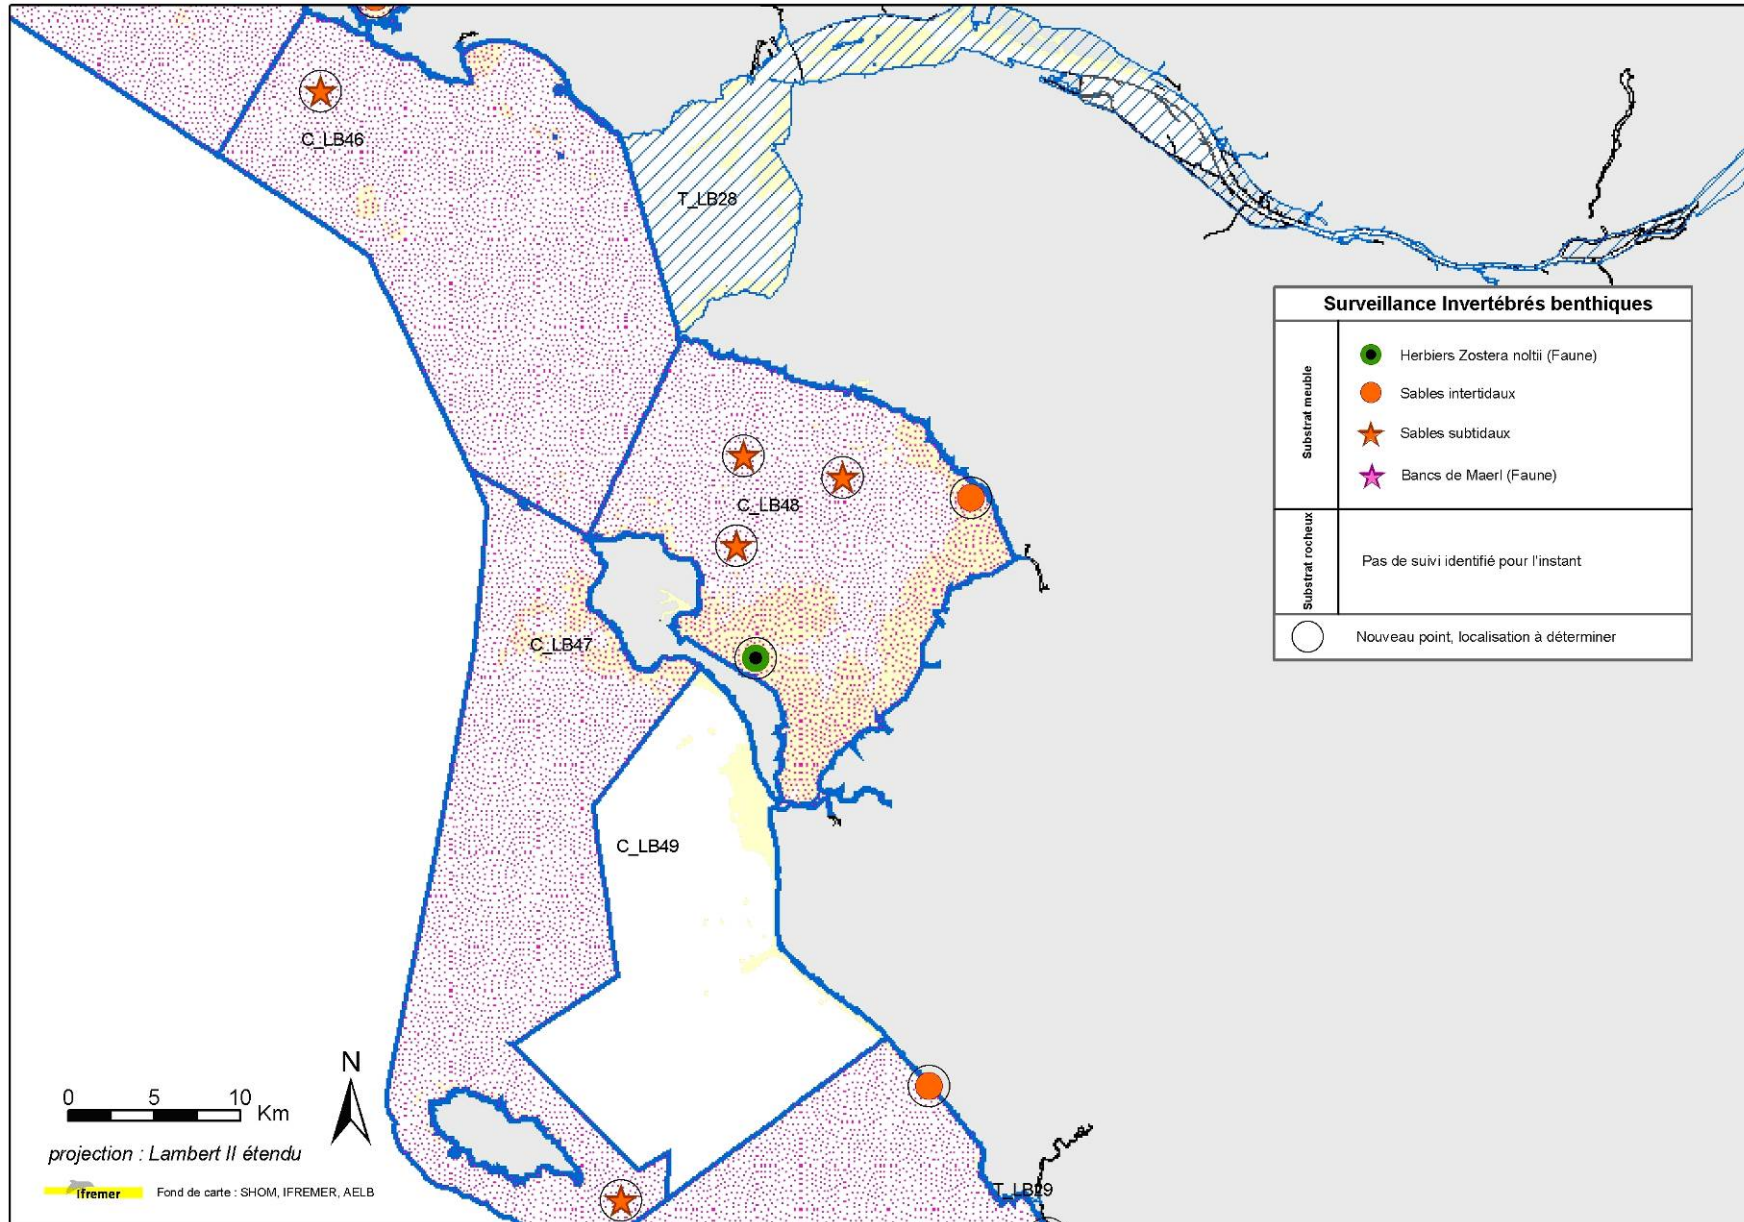 C_LB46
T_LB28
Surveillance Invertébrés benthiques
Substrat meuble
Herbiers Zostera noltii (Faune)
Sables intertidaux
Sables subtidaux
Bancs de Maerl (Faune)
Substrat rocheux
Pas de suivi identifié pour l'instant
Nouveau point, localisation à déterminer
C_LB48
C_LB47
C_LB49
N
0 5 10
Km
projection : Lambert II étendu
Ifremer
Fond de carte : SHOM, IFREMER, AELB
T_LB29